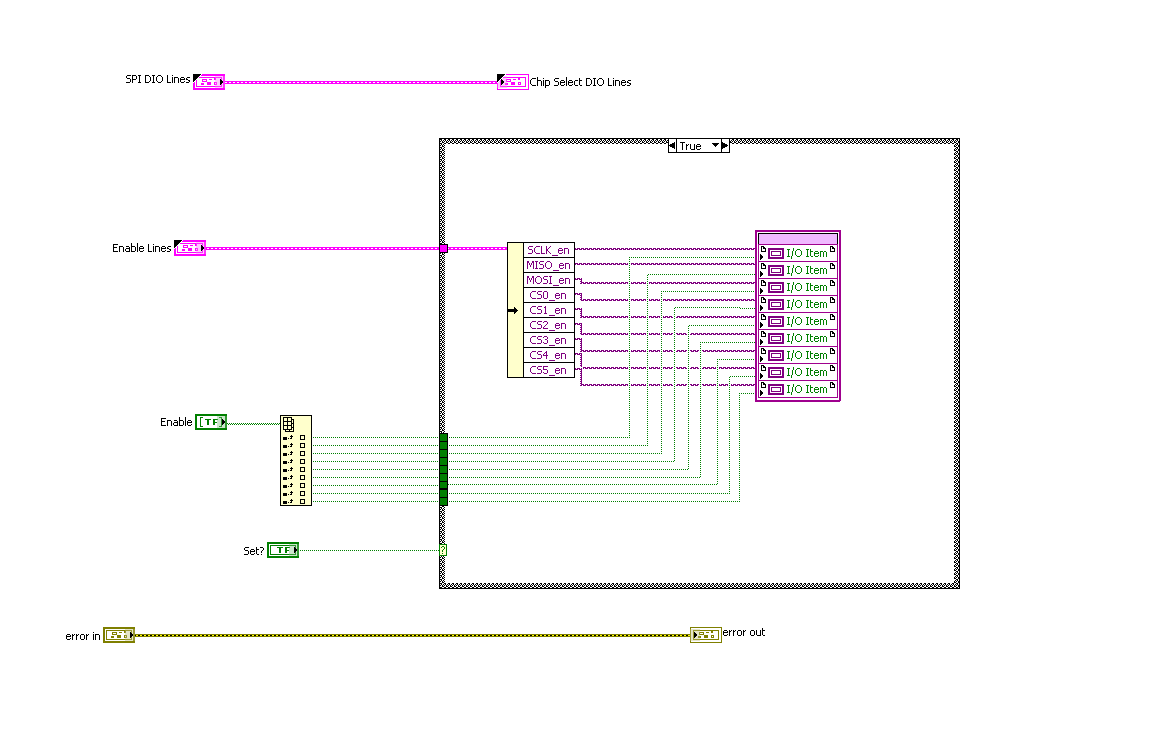 SPI DIO Lines
Chip Select DIO Lines
True
Enable Lines
SCLK_en
MISO_en
MOSI_en
CS0_en
CS1_en
CS2_en
CS3_en
CS4_en
CS5_en
I/O Item
I/O Item
I/O Item
I/O Item
I/O Item
I/O Item
I/O Item
I/O Item
I/O Item
Enable
[TF]
Set?
TF
?
error in
error out